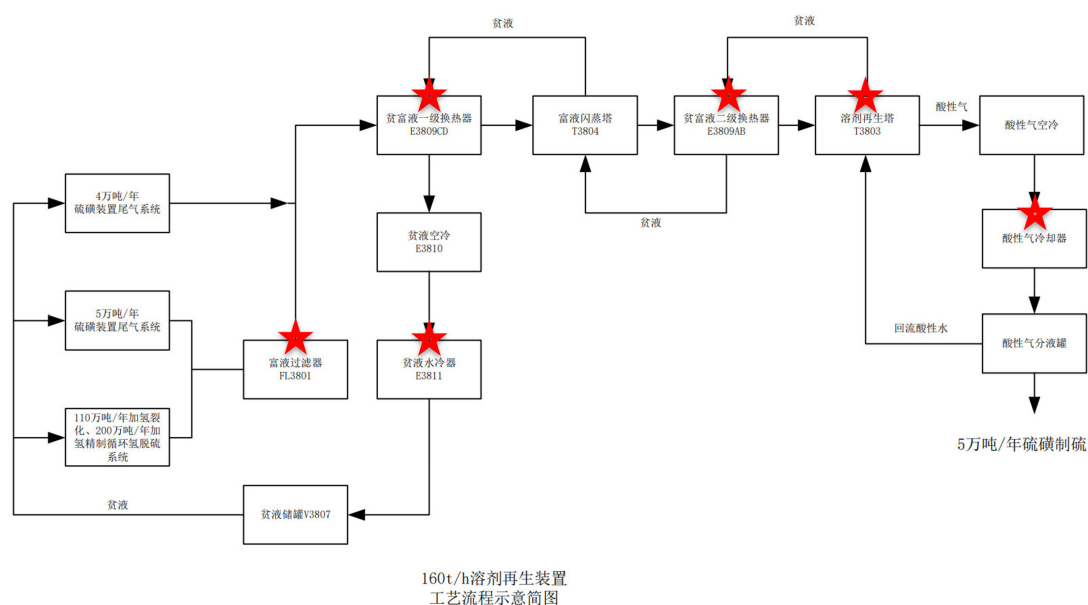 贫液
贫液
贫富液一级换热器
E3809CD
富液闪蒸塔
T3804
贫富液二级换热器
E3809AB
溶剂再生塔
T3803
酸性气
酸性气空冷
4万吨/年
硫磺装置尾气系统
贫液
贫液空冷
E3810
酸性气冷却器
5万吨/年
硫磺装置尾气系统
富液过滤器
FL3801
贫液水冷器
E3811
回流酸性水
酸性气分液罐
110万吨/年加氢裂
化、200万吨/年加
氢精制循环氢脱硫
系统
5万吨/年硫磺制硫
贫液
贫液储罐V3807
160t/h溶剂再生装置
工艺流程示意简图